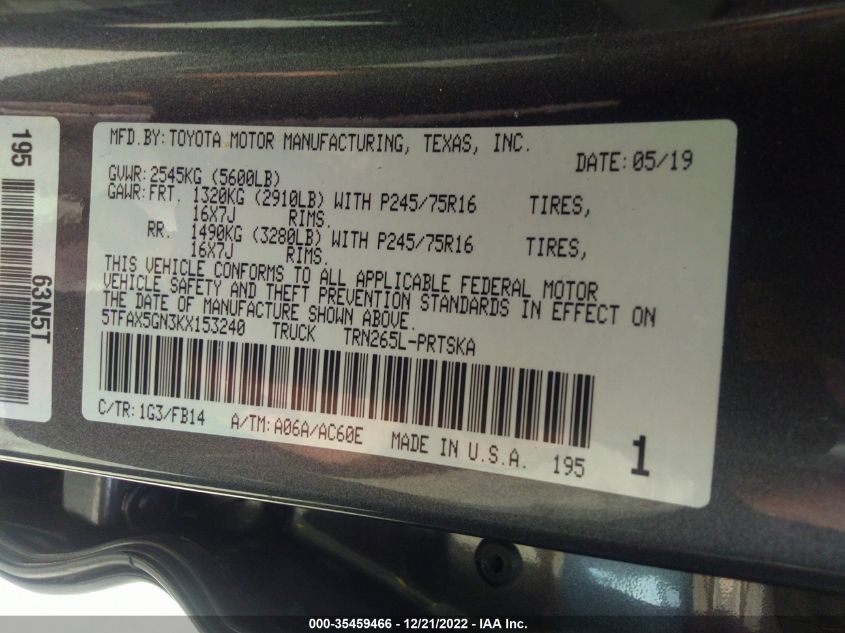 195
63N5T
MFD.BY:TOYOTA MOTOR MANUFACTURING, TEXAS, INC.
DATE:05/19
GVWR:2545KG (5600LB)
GAWR:FRT. 1320KG (2910LB) WITH P245/75R16 TIRES,
16X7J RIMS.
RR. 1490KG (3280LB) WITH P245/75R16 TIRES,
16X7J RIMS.
THIS VEHICLE CONFORMS TO ALL APPLICABLE FEDERAL MOTOR
VEHICLE SAFETY AND THEFT PREVENTION STANDARDS IN EFFECT ON
THE DATE OF MANUFACTURE SHOWN ABOVE.
5TFAX5GN3KX153240 TRUCK TRN265L-PRTSKA
C/TR:1G3/FB14 A/TM:A06A/AC60E MADE IN U.S.A. 195 1
000-35459466 - 12/21/2022 - IAA Inc.